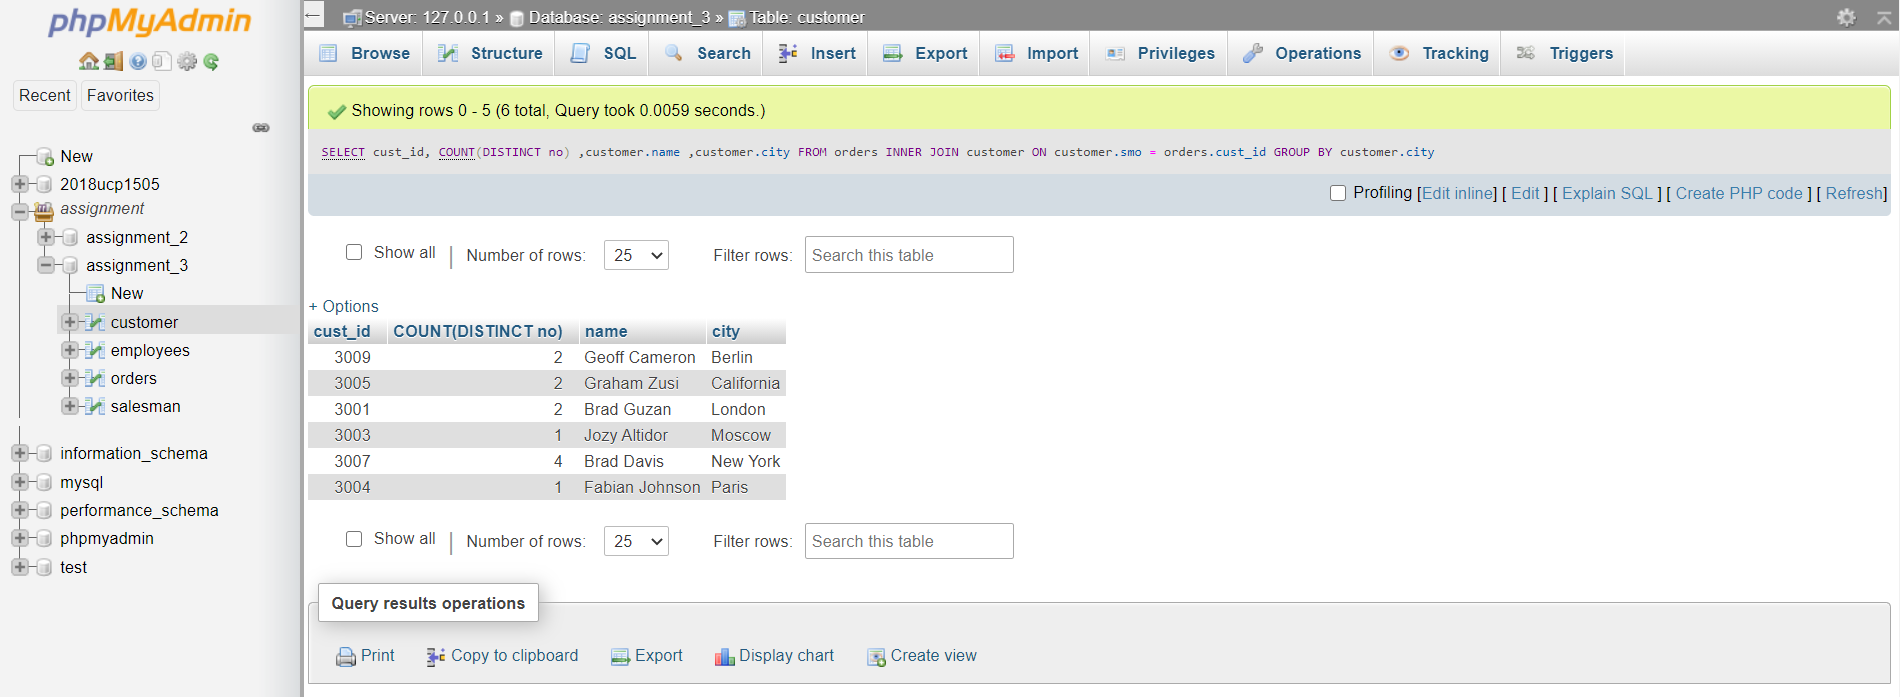 phpMyAdmin
Recent Favorites
New
2018ucp1505
assignment
assignment_2
assignment_3
New
customer
employees
orders
salesman
information_schema
mysql
performance_schema
phpmyadmin
test
Server: 127.0.0.1 » Database: assignment_3 » Table: customer
Browse Structure SQL Search Insert Export Import Privileges Operations Tracking Triggers
Showing rows 0 - 5 (6 total, Query took 0.0059 seconds.)
SELECT cust_id, COUNT(DISTINCT no) ,customer.name ,customer.city FROM orders INNER JOIN customer ON customer.smo = orders.cust_id GROUP BY customer.city
Profiling [Edit inline] [ Edit ] [ Explain SQL ] [ Create PHP code ] [ Refresh]
Show all | Number of rows: 25 Filter rows: Search this table
+ Options
cust_id COUNT(DISTINCT no) name city
3009 2 Geoff Cameron Berlin
3005 2 Graham Zusi California
3001 2 Brad Guzan London
3003 1 Jozy Altidor Moscow
3007 4 Brad Davis New York
3004 1 Fabian Johnson Paris
Show all | Number of rows: 25 Filter rows: Search this table
Query results operations
Print Copy to clipboard Export Display chart Create view